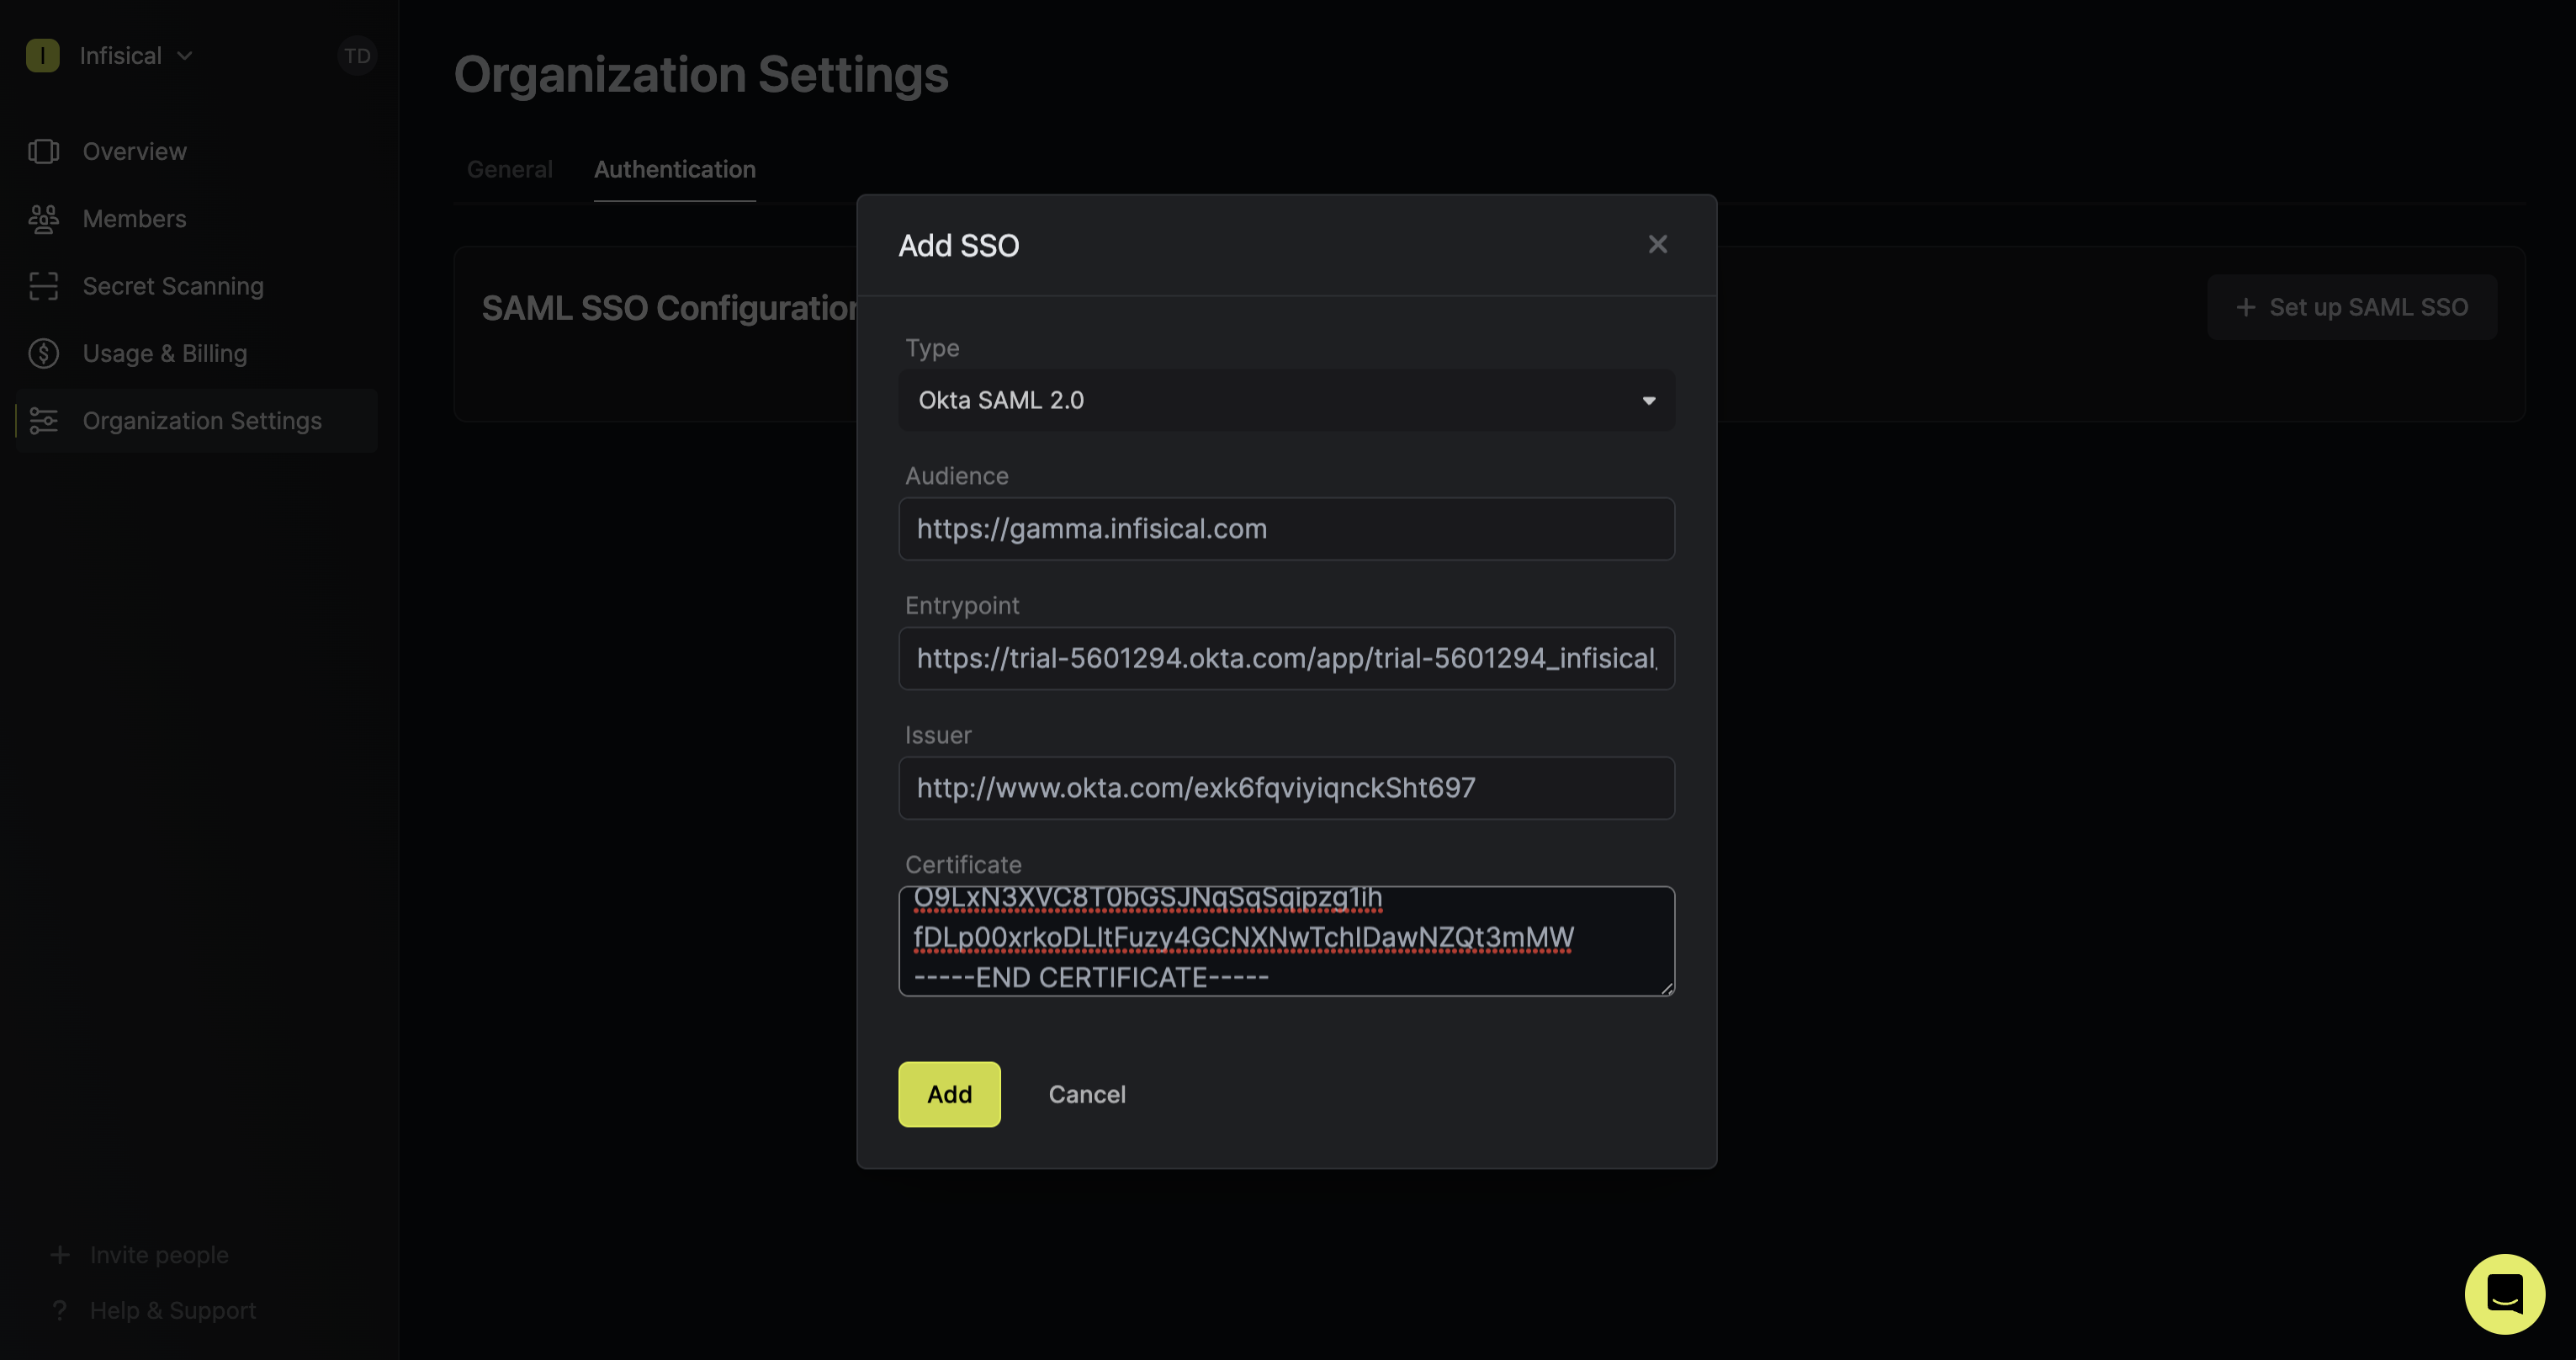 I Infisical TD
Overview
Members
Secret Scanning
Usage & Billing
Organization Settings
Invite people
? Help & Support
Organization Settings
General Authentication
SAML SSO Configuration
+ Set up SAML SSO
Add SSO
Type
Okta SAML 2.0
Audience
https://gamma.infisical.com
Entrypoint
https://trial-5601294.okta.com/app/trial-5601294_infisical_
Issuer
http://www.okta.com/exk6fqviyiqnckSht697
Certificate
O9LxN3XVC8T0bGSJNqSqSqipzg1ih
fDLp00xrkoDLltFuzy4GCNXNwTchIDawNZQt3mMW
-----END CERTIFICATE-----
Add Cancel